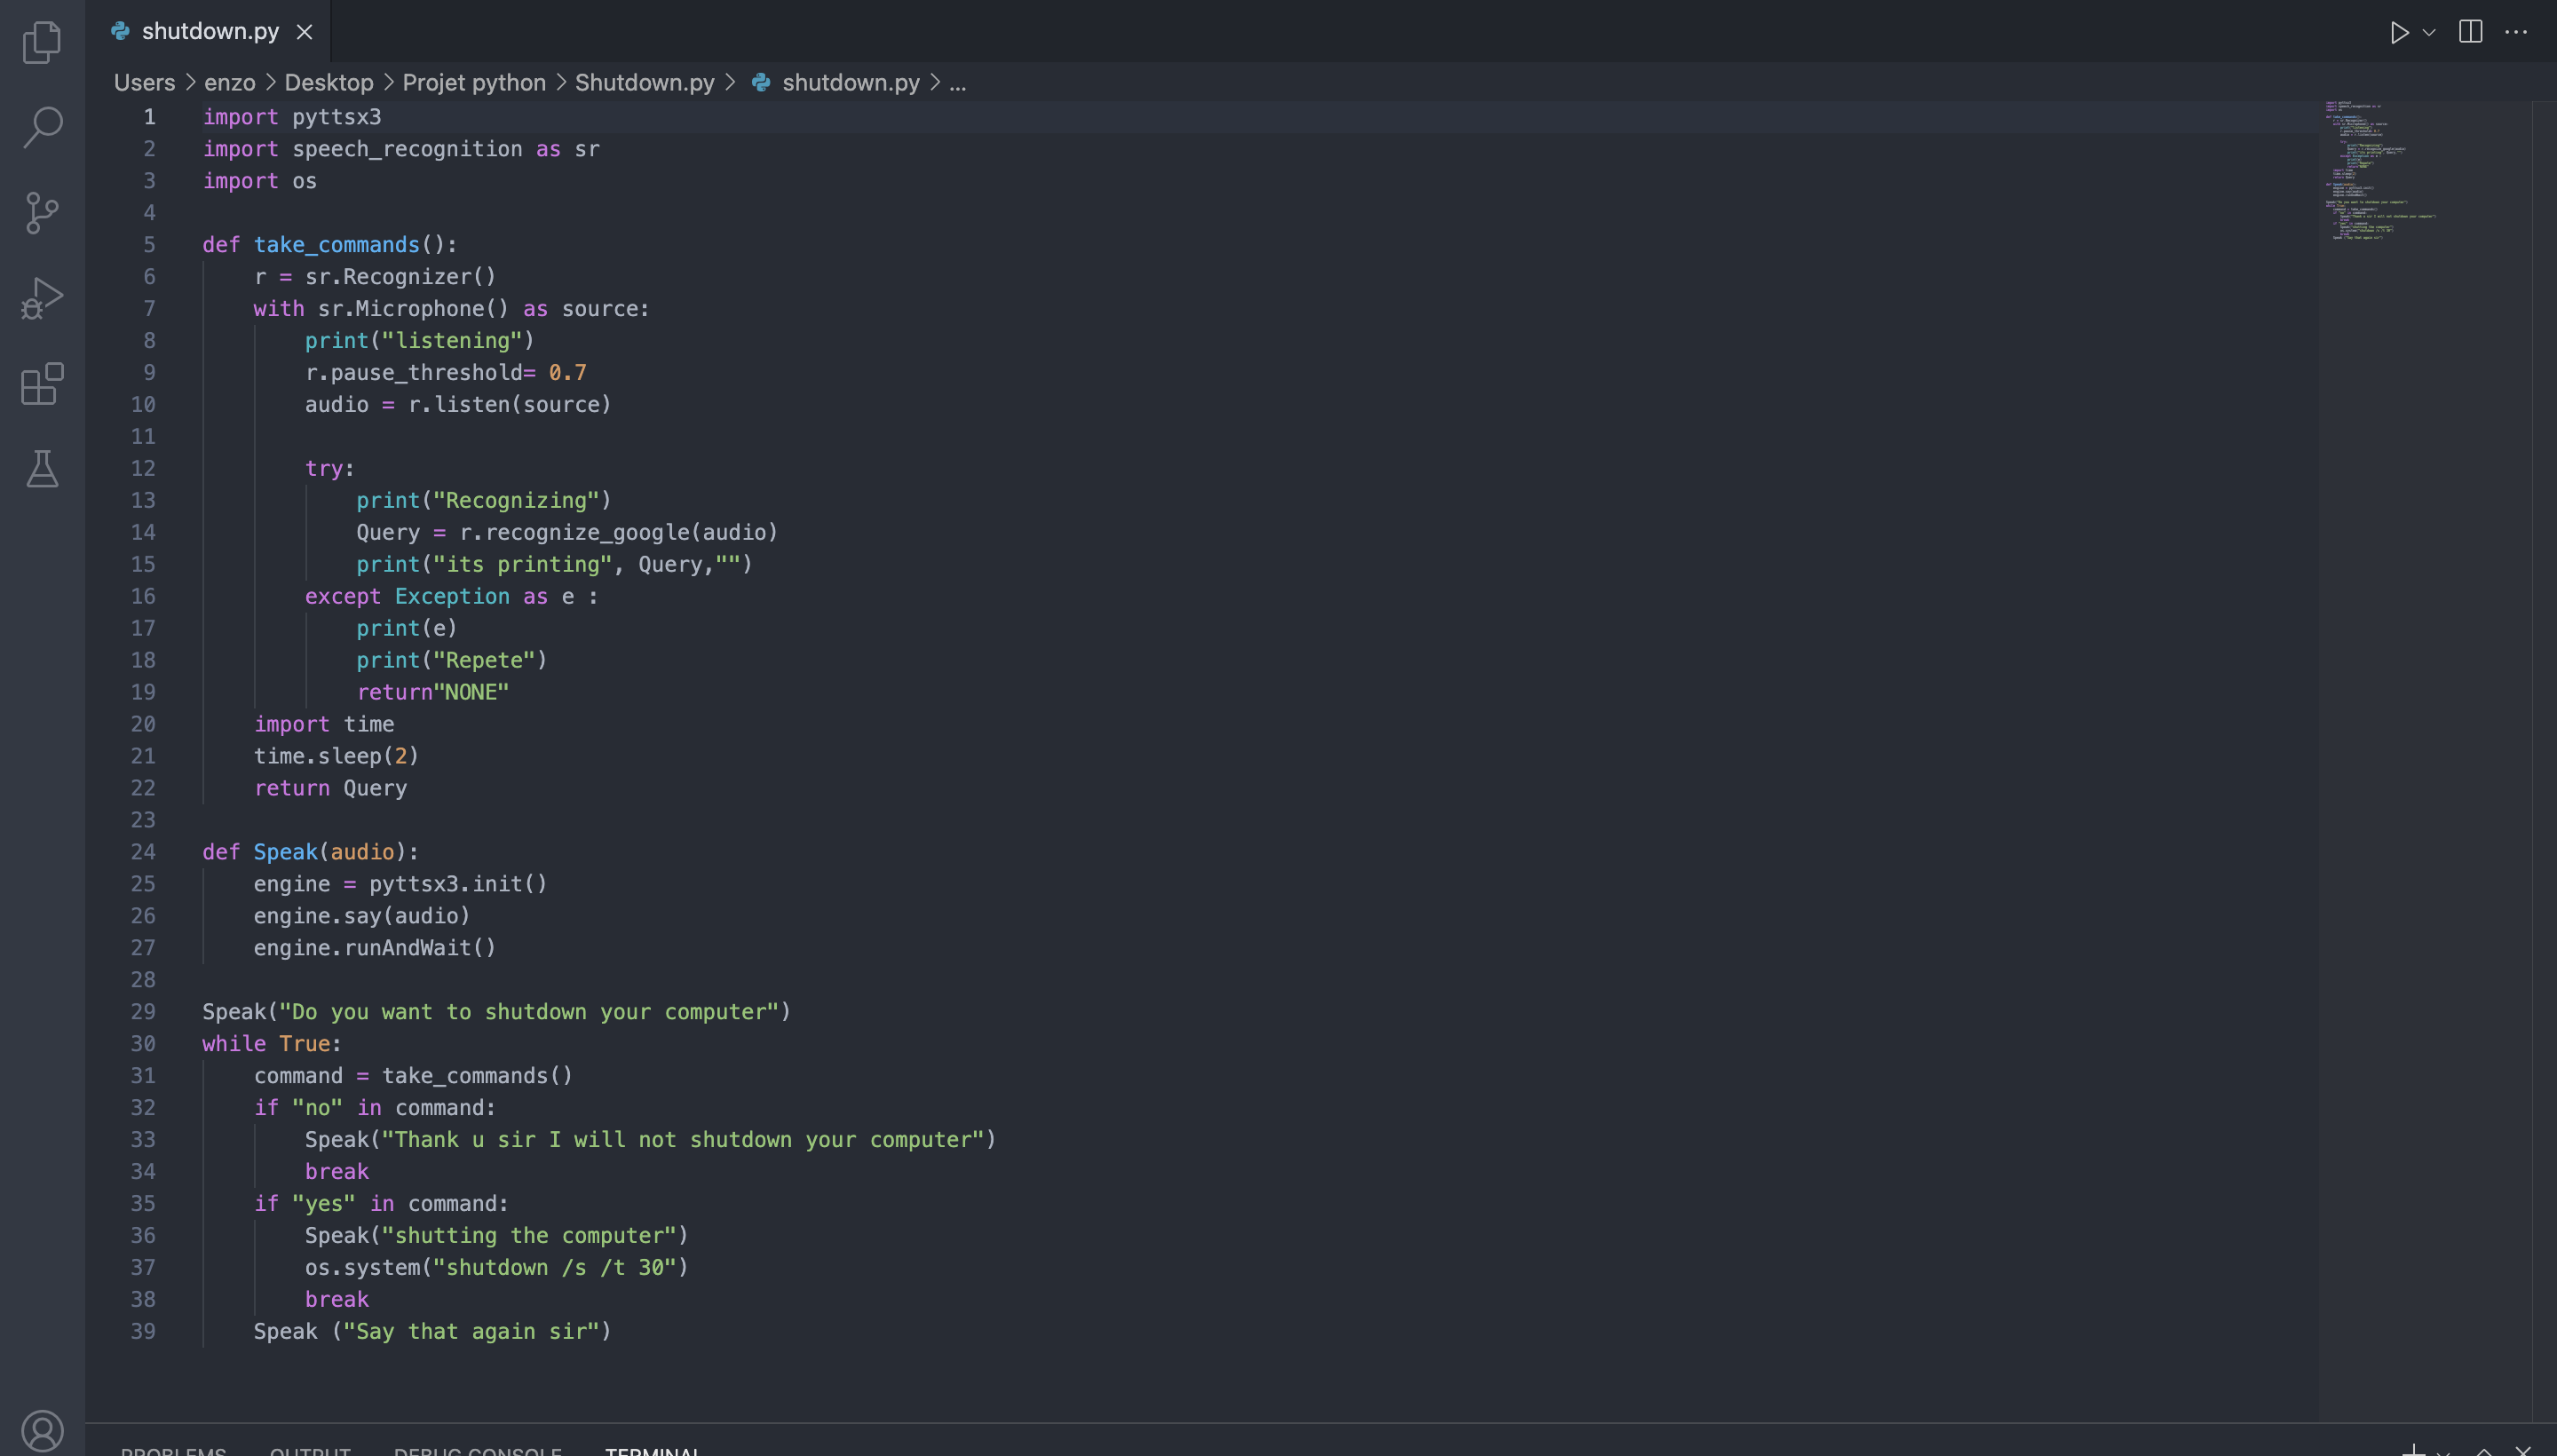 shutdown.py
Users > enzo > Desktop > Projet python > Shutdown.py > shutdown.py > ...
1 import pyttsx3
2 import speech_recognition as sr
3 import os
4
5 def take_commands():
6     r = sr.Recognizer()
7     with sr.Microphone() as source:
8         print("listening")
9         r.pause_threshold= 0.7
10         audio = r.listen(source)
11
12         try:
13             print("Recognizing")
14             Query = r.recognize_google(audio)
15             print("its printing", Query,"")
16         except Exception as e :
17             print(e)
18             print("Repete")
19             return"NONE"
20     import time
21     time.sleep(2)
22     return Query
23
24 def Speak(audio):
25     engine = pyttsx3.init()
26     engine.say(audio)
27     engine.runAndWait()
28
29 Speak("Do you want to shutdown your computer")
30 while True:
31     command = take_commands()
32     if "no" in command:
33         Speak("Thank u sir I will not shutdown your computer")
34         break
35     if "yes" in command:
36         Speak("shutting the computer")
37         os.system("shutdown /s /t 30")
38         break
39     Speak ("Say that again sir")
PROBLEMS OUTPUT DEBUG CONSOLE TERMINAL